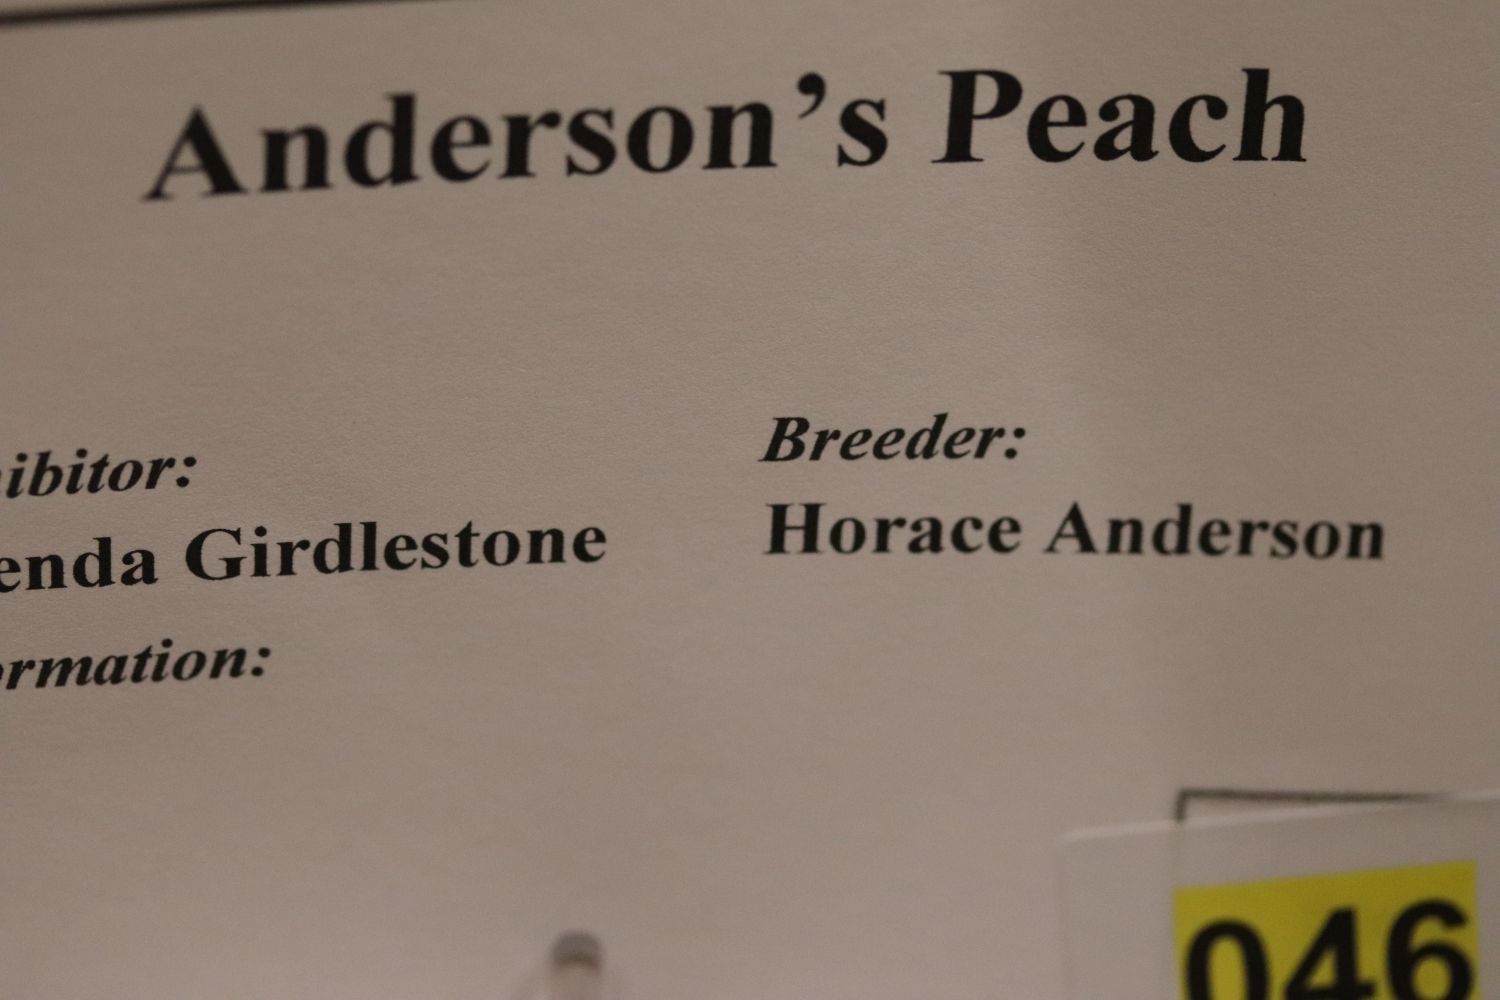 Anderson's Peach
ibitor:
Breeder:
enda Girdlestone
Horace Anderson
ormation:
046